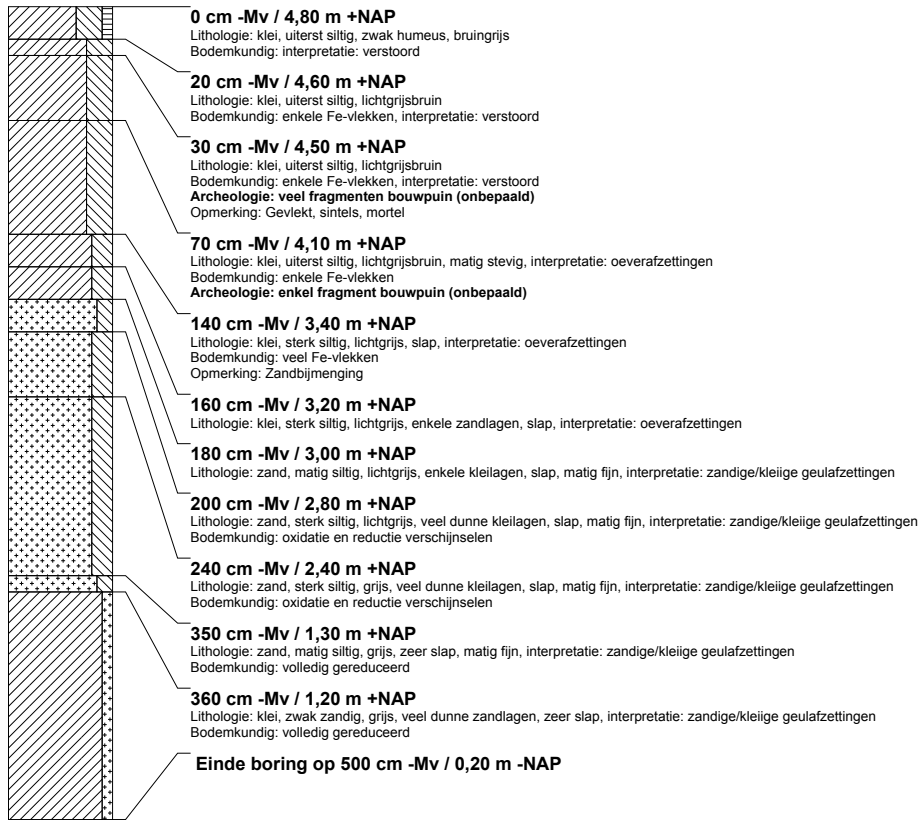 0 cm -Mv / 4,80 m +NAP
Lithologie: klei, uiterst siltig, zwak humeus, bruingrijs
Bodemkundig: interpretatie: verstoord
20 cm -Mv / 4,60 m +NAP
Lithologie: klei, uiterst siltig, lichtgrijsbruin
Bodemkundig: enkele Fe-vlekken, interpretatie: verstoord
30 cm -Mv / 4,50 m +NAP
Lithologie: klei, uiterst siltig, lichtgrijsbruin
Bodemkundig: enkele Fe-vlekken, interpretatie: verstoord
Archeologie: veel fragmenten bouwpuin (onbepaald)
Opmerking: Gevlekt, sintels, mortel
70 cm -Mv / 4,10 m +NAP
Lithologie: klei, uiterst siltig, lichtgrijsbruin, matig stevig, interpretatie: oeverafzettingen
Bodemkundig: enkele Fe-vlekken
Archeologie: enkel fragment bouwpuin (onbepaald)
140 cm -Mv / 3,40 m +NAP
Lithologie: klei, sterk siltig, lichtgrijs, slap, interpretatie: oeverafzettingen
Bodemkundig: veel Fe-vlekken
Opmerking: Zandbijmenging
160 cm -Mv / 3,20 m +NAP
Lithologie: klei, sterk siltig, lichtgrijs, enkele zandlagen, slap, interpretatie: oeverafzettingen
180 cm -Mv / 3,00 m +NAP
Lithologie: zand, matig siltig, lichtgrijs, enkele kleilagen, slap, matig fijn, interpretatie: zandige/kleiige geulafzettingen
200 cm -Mv / 2,80 m +NAP
Lithologie: zand, sterk siltig, lichtgrijs, veel dunne kleilagen, slap, matig fijn, interpretatie: zandige/kleiige geulafzettingen
Bodemkundig: oxidatie en reductie verschijnselen
240 cm -Mv / 2,40 m +NAP
Lithologie: zand, sterk siltig, grijs, veel dunne kleilagen, slap, matig fijn, interpretatie: zandige/kleiige geulafzettingen
Bodemkundig: oxidatie en reductie verschijnselen
350 cm -Mv / 1,30 m +NAP
Lithologie: zand, matig siltig, grijs, zeer slap, matig fijn, interpretatie: zandige/kleiige geulafzettingen
Bodemkundig: volledig gereduceerd
360 cm -Mv / 1,20 m +NAP
Lithologie: klei, zwak zandig, grijs, veel dunne zandlagen, zeer slap, interpretatie: zandige/kleiige geulafzettingen
Bodemkundig: volledig gereduceerd
Einde boring op 500 cm -Mv / 0,20 m -NAP